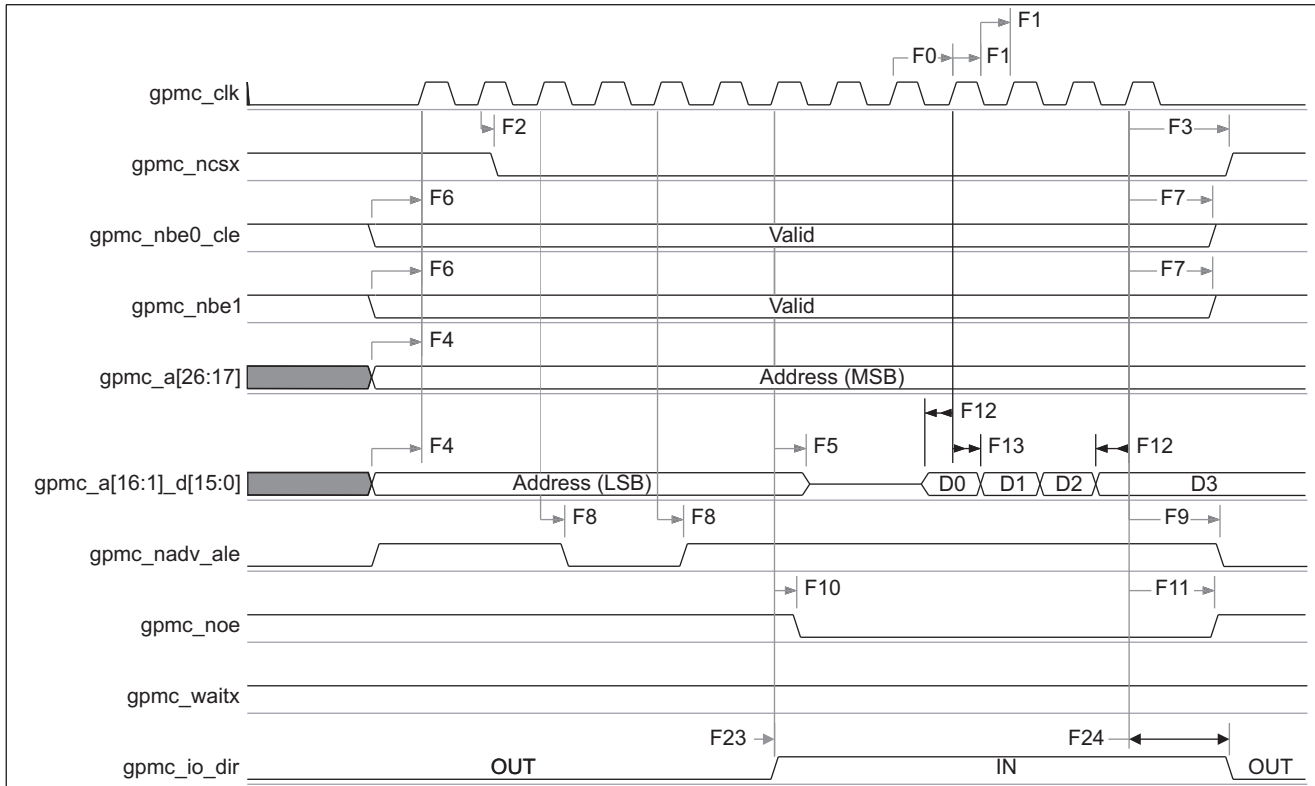 F1
F0 F1
gpmc_clk
F2 F3
gpmc_ncsx
F6 F7
gpmc_nbe0_cle Valid
F6 F7
gpmc_nbe1 Valid
F4
gpmc_a[26:17] Address (MSB)
F12
F4 F5 F13 F12
gpmc_a[16:1]_d[15:0] Address (LSB) D0 D1 D2 D3
F8 F8 F9
gpmc_nadv_ale
F10 F11
gpmc_noe
gpmc_waitx
F23 F24
gpmc_io_dir OUT IN OUT